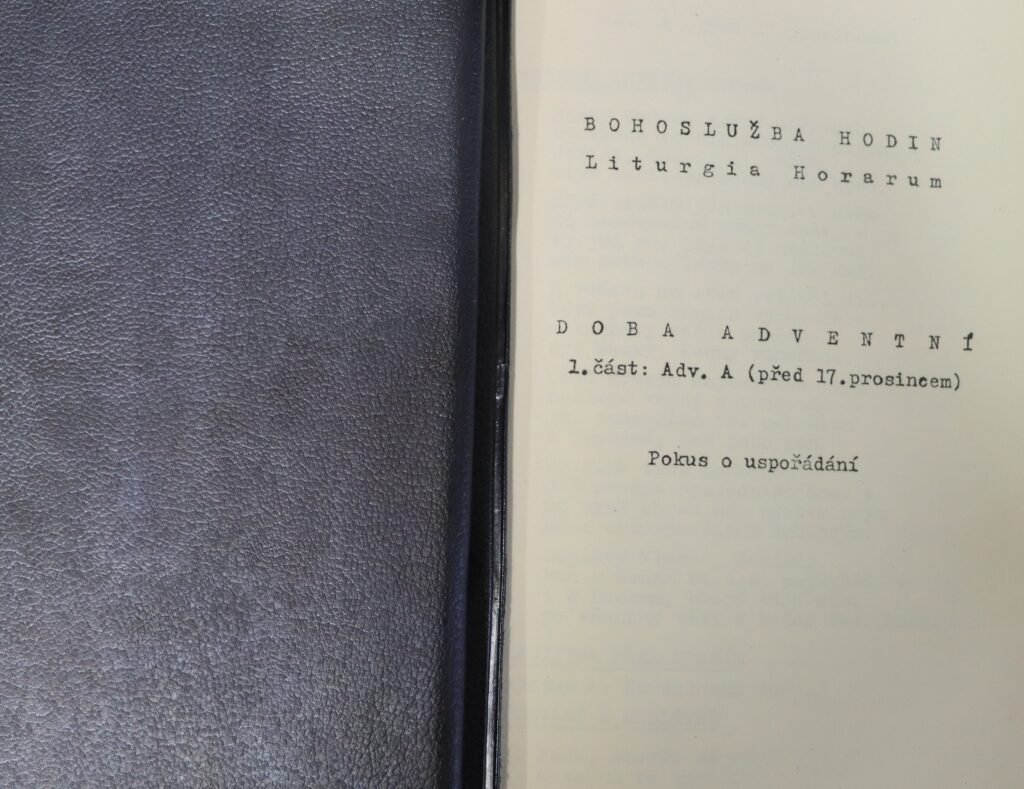 BOHOSLUŽBA HODIN
Liturgia Horarum
DOBA ADVENTNÍ
1.část: Adv. A (před 17.prosincem)
Pokus o uspořádání